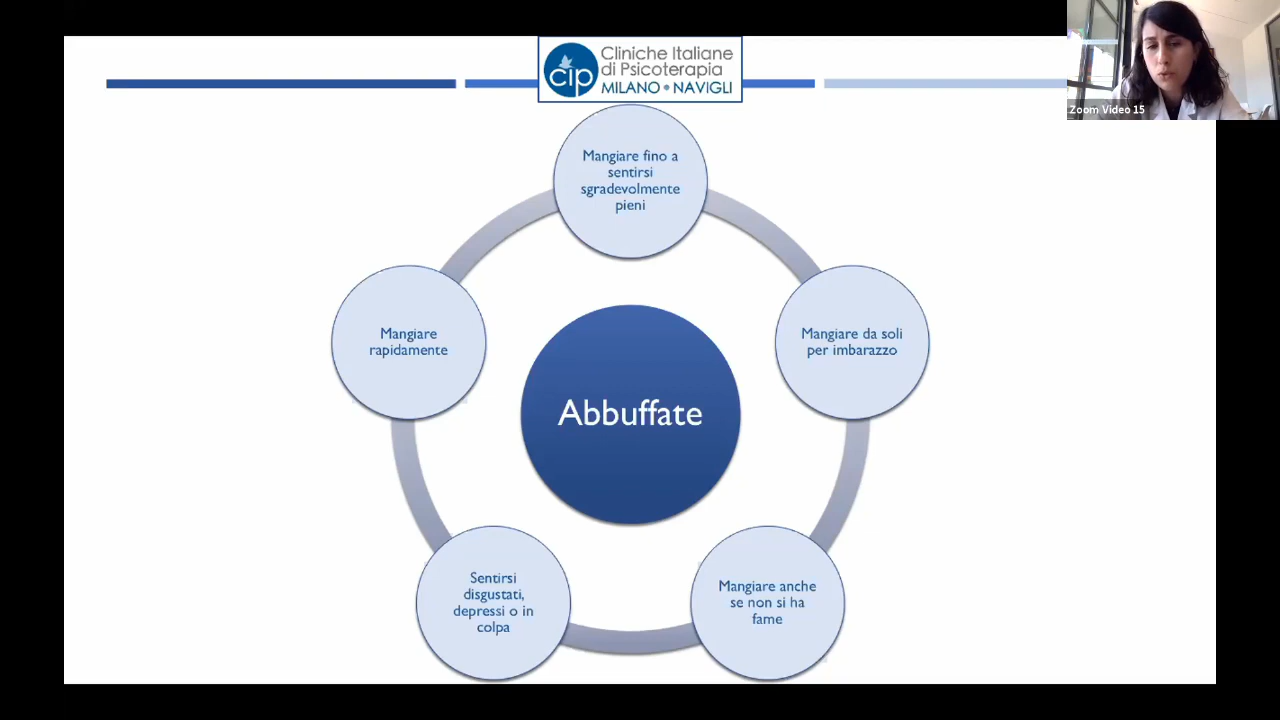 Cliniche Italiane
di Psicoterapia
cip
MILANO • NAVIGLI
Zoom Video 15
Mangiare fino a
sentirsi
sgradevolmente
pieni
Mangiare
rapidamente
Mangiare da soli
per imbarazzo
Abbuffate
Sentirsi
disgustati,
depressi o in
colpa
Mangiare anche
se non si ha
fame